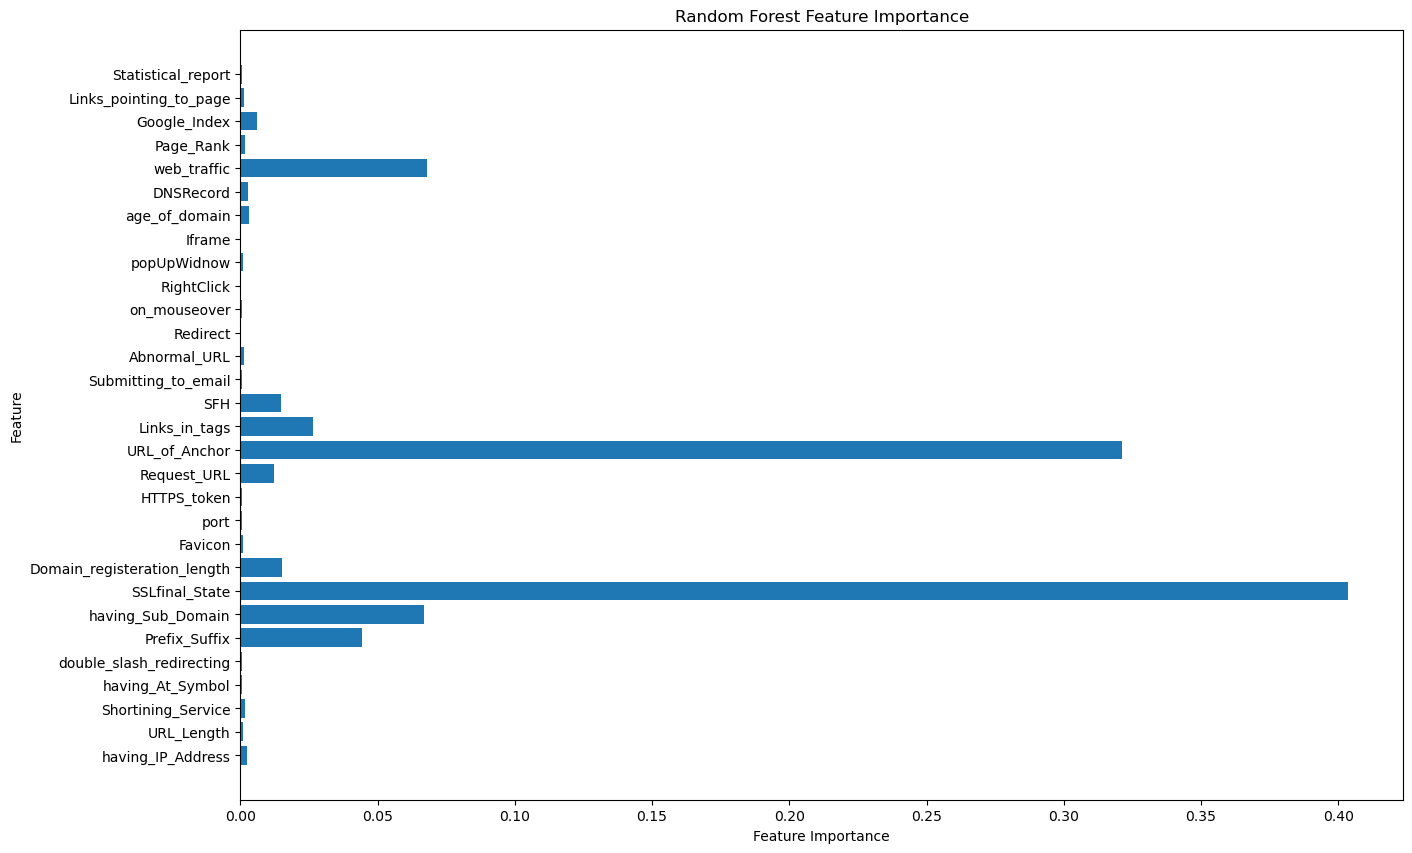 Random Forest Feature Importance
Statistical_report
Links_pointing_to_page
Google_Index
Page_Rank
web_traffic
DNSRecord
age_of_domain
Iframe
popUpWidnow
RightClick
on_mouseover
Redirect
Abnormal_URL
Submitting_to_email
SFH
Links_in_tags
URL_of_Anchor
Request_URL
HTTPS_token
port
Favicon
Domain_registeration_length
SSLfinal_State
having_Sub_Domain
Prefix_Suffix
double_slash_redirecting
having_At_Symbol
Shortining_Service
URL_Length
having_IP_Address
Feature
0.00 0.05 0.10 0.15 0.20 0.25 0.30 0.35 0.40
Feature Importance